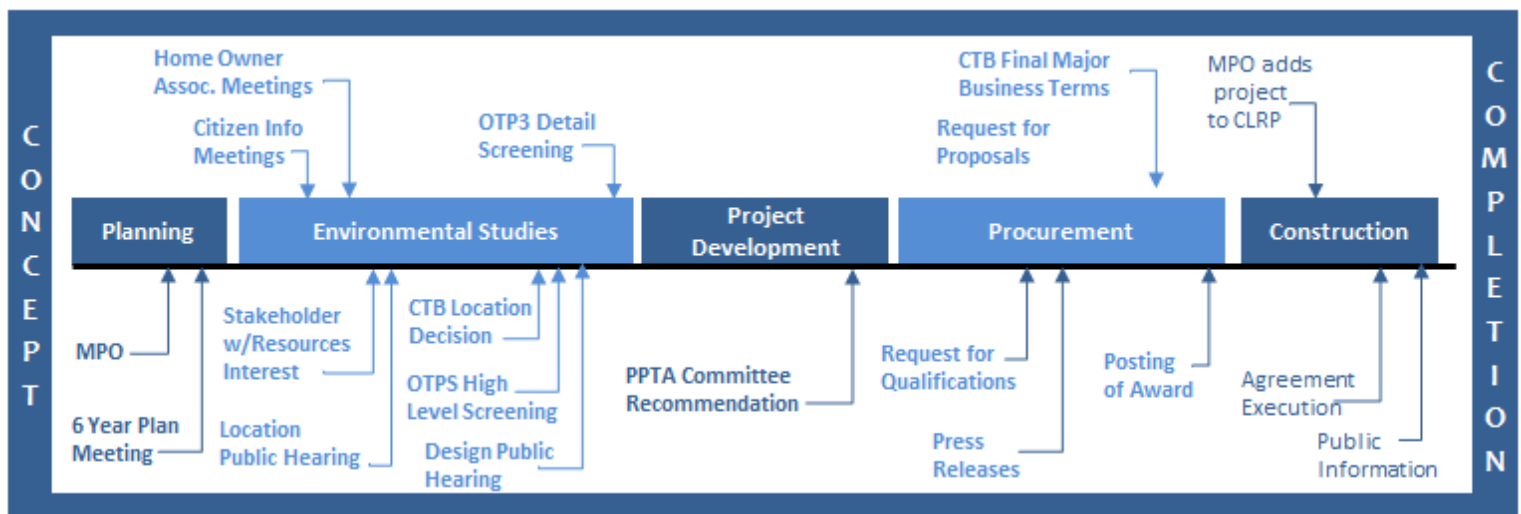 CONCEPT
Home Owner
Assoc. Meetings
Citizen Info
Meetings
OTP3 Detail
Screening
CTB Final Major
Business Terms
Request for
Proposals
MPO adds
project
to CLRP
Planning
Environmental Studies
Project
Development
Procurement
Construction
MPO
6 Year Plan
Meeting
Stakeholder
w/Resources
Interest
Location
Public Hearing
CTB Location
Decision
OTPS High
Level Screening
Design Public
Hearing
PPTA Committee
Recommendation
Request for
Qualifications
Press
Releases
Posting
of Award
Agreement
Execution
Public
Information
COMPLETION